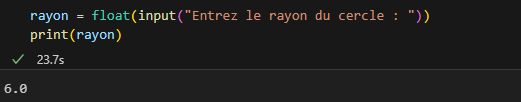 rayon = float(input("Entrez le rayon du cercle : "))
print(rayon)
23.7s
6.0